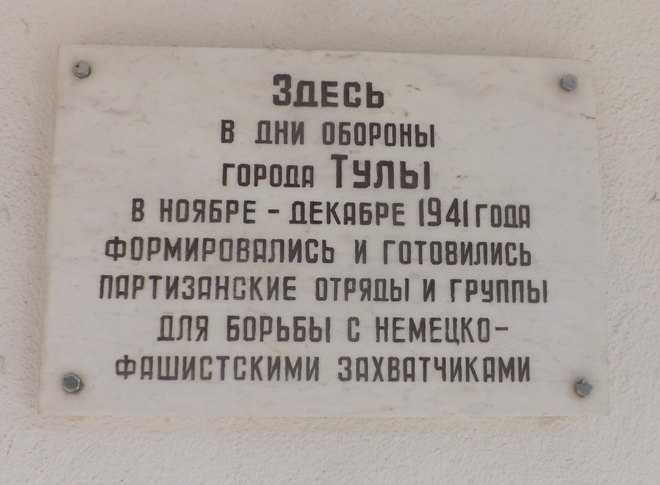 Здесь
в дни обороны
города Тулы
в ноябре - декабре 1941 года
формировались и готовились
партизанские отряды и группы
для борьбы с немецко-
фашистскими захватчиками